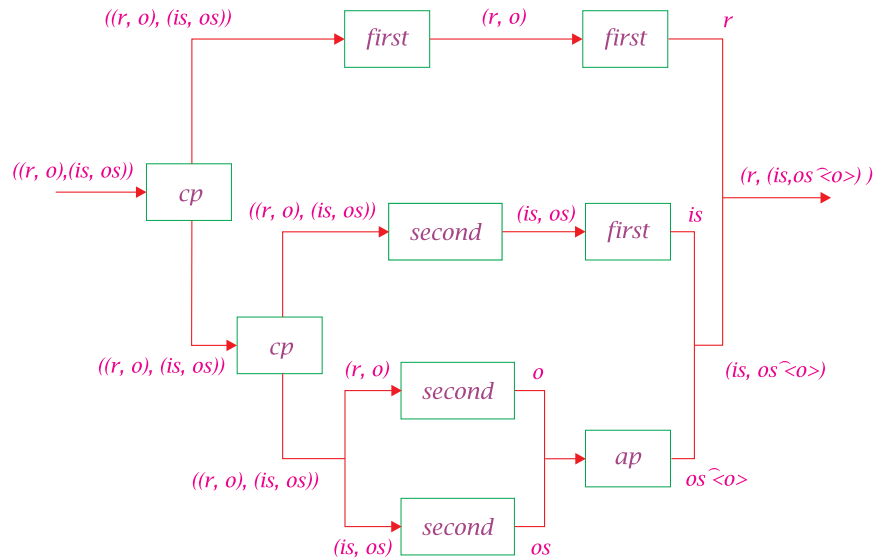 ((r, o), (is, os))
first
(r, o)
first
r
((r, o),(is, os))
cp
(r, (is,os⁀<o>) )
((r, o), (is, os))
second
(is, os)
first
is
cp
((r, o), (is, os))
(r, o)
second
o
(is, os⁀<o>)
ap
((r, o), (is, os))
os⁀<o>
second
(is, os)
os